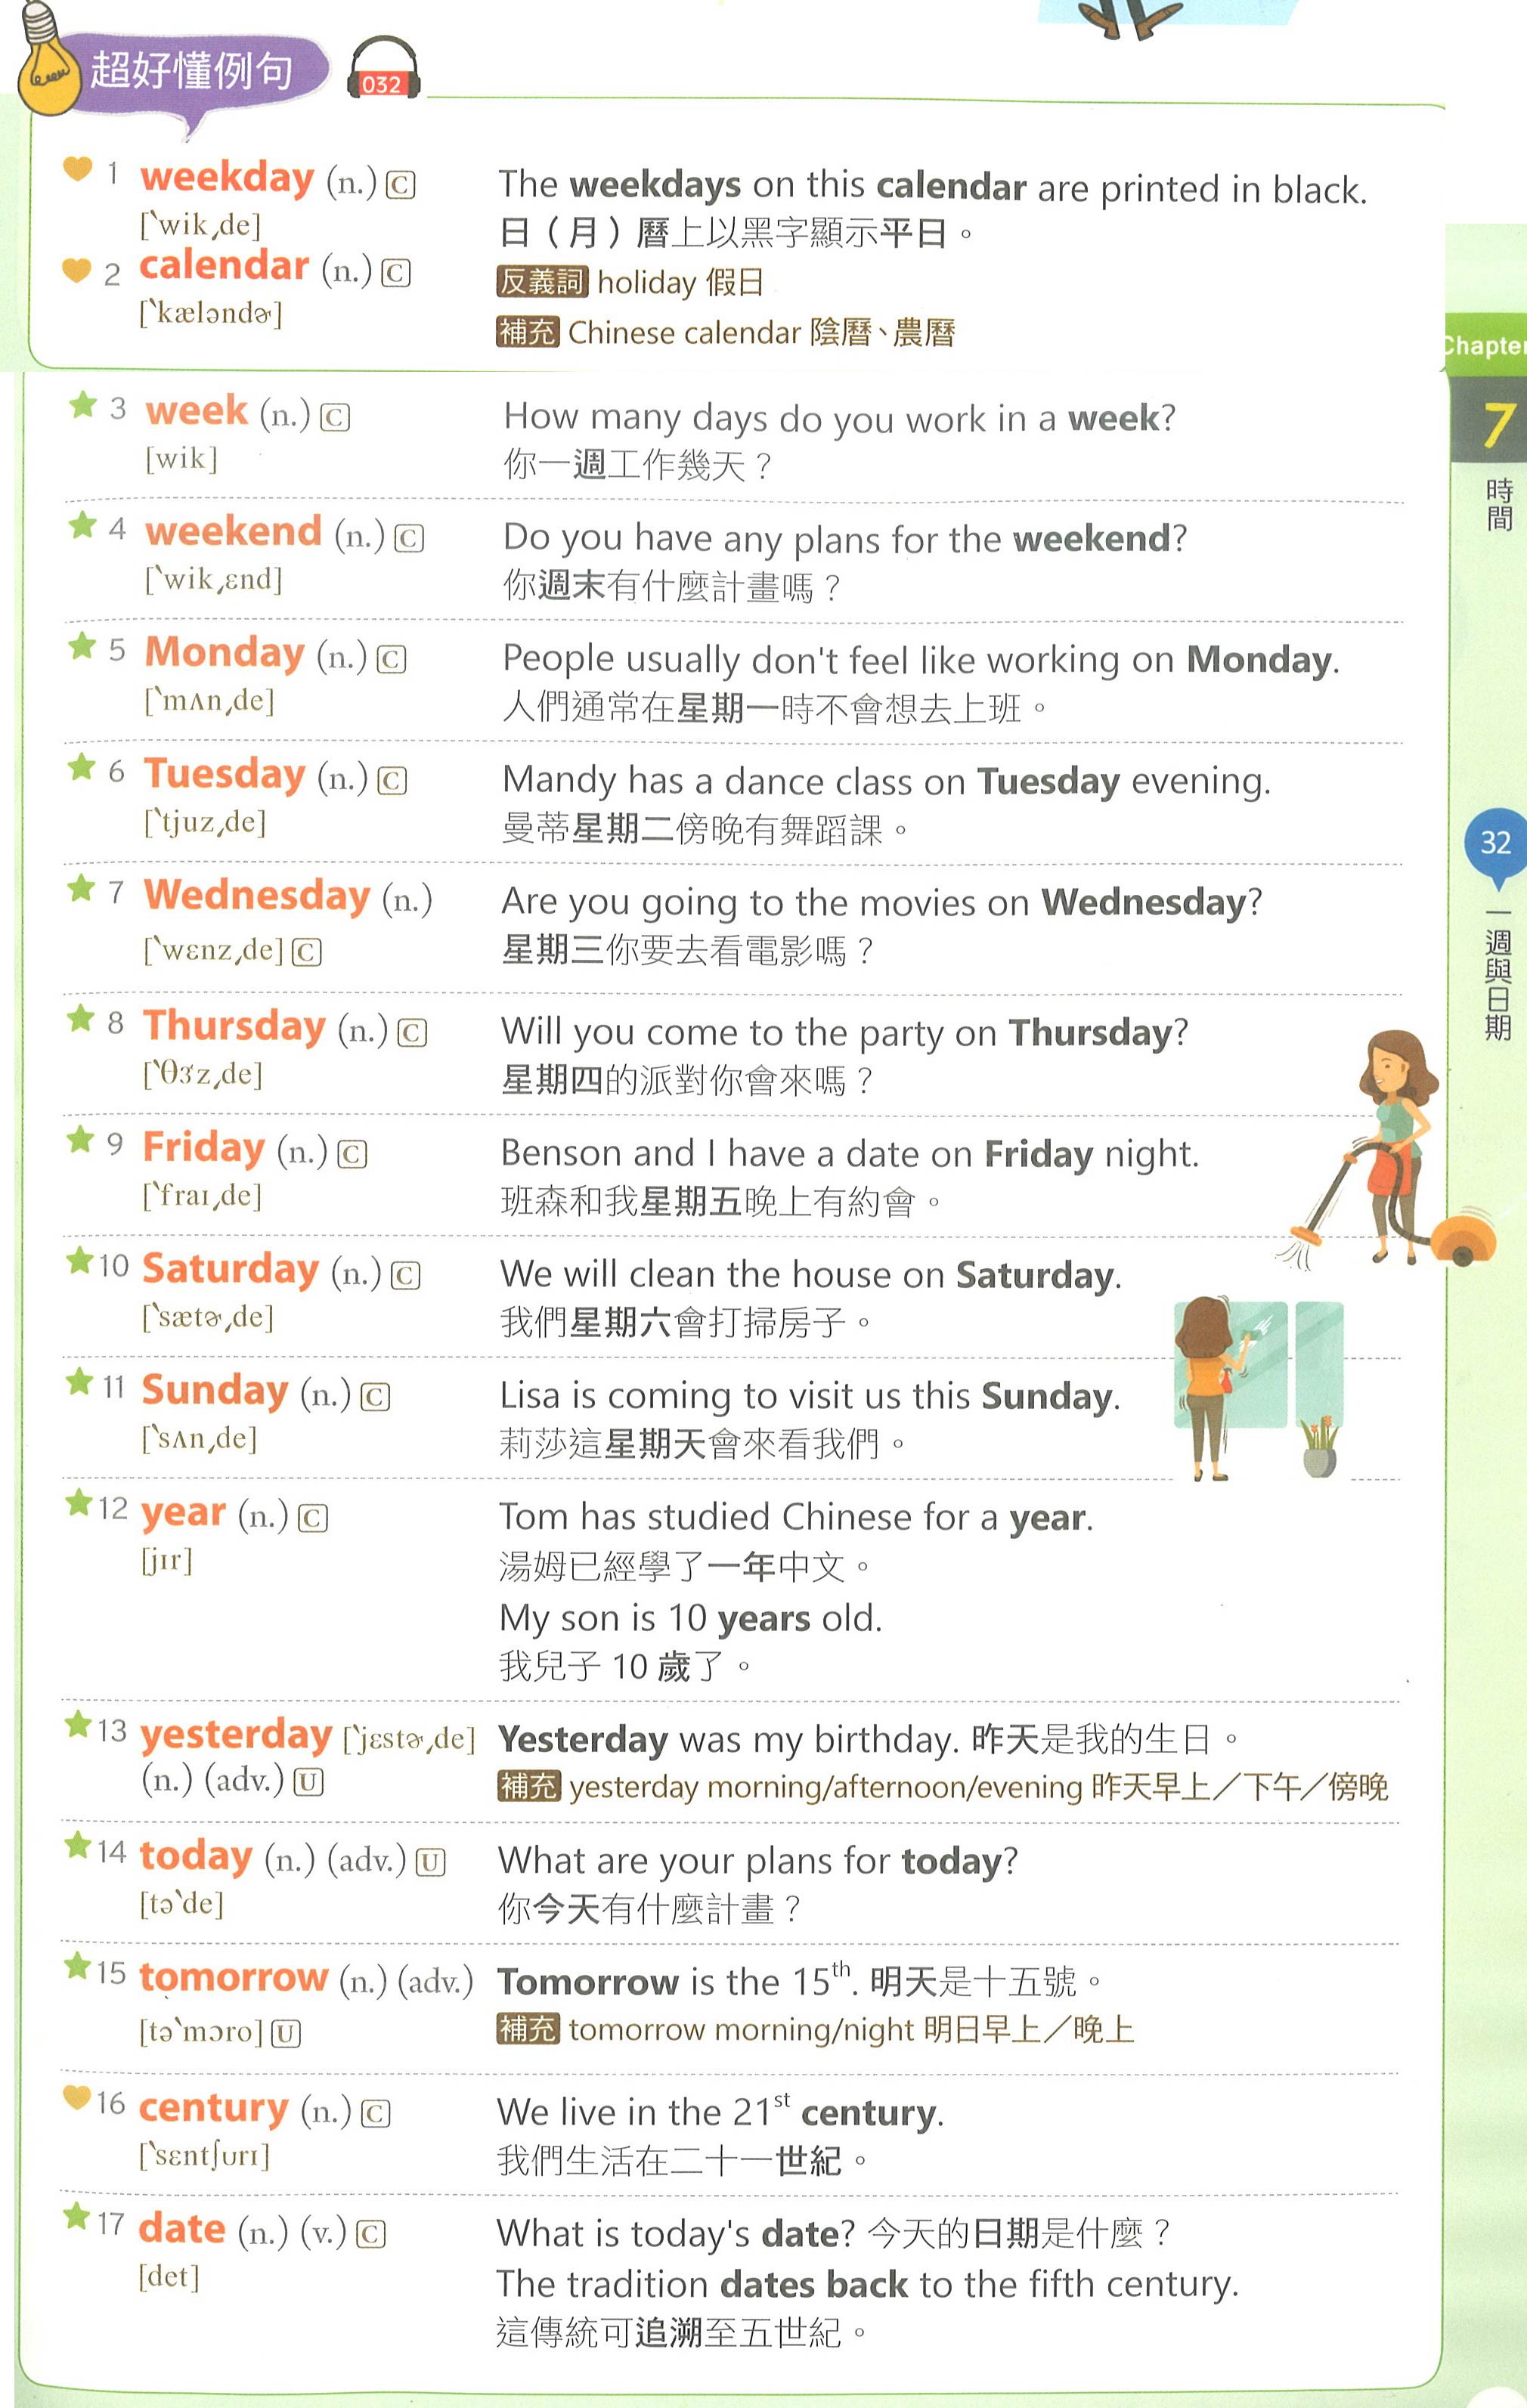 超好懂例句
032
1 weekday (n.) C
[ˋwik͵de]
The weekdays on this calendar are printed in black.
日（月）曆上以黑字顯示平日。
2 calendar (n.) C
[ˋkæləndɚ]
反義詞 holiday 假日
補充 Chinese calendar 陰曆、農曆
3 week (n.) C
[wik]
How many days do you work in a week?
你一週工作幾天？
4 weekend (n.) C
[ˋwik͵ɛnd]
Do you have any plans for the weekend?
你週末有什麼計畫嗎？
5 Monday (n.) C
[ˋmʌn͵de]
People usually don't feel like working on Monday.
人們通常在星期一時不會想去上班。
6 Tuesday (n.) C
[ˋtjuz͵de]
Mandy has a dance class on Tuesday evening.
曼蒂星期二傍晚有舞蹈課。
7 Wednesday (n.)
[ˋwɛnz͵de] C
Are you going to the movies on Wednesday?
星期三你要去看電影嗎？
8 Thursday (n.) C
[ˋθɝz͵de]
Will you come to the party on Thursday?
星期四的派對你會來嗎？
9 Friday (n.) C
[ˋfraɪ͵de]
Benson and I have a date on Friday night.
班森和我星期五晚上有約會。
10 Saturday (n.) C
[ˋsætɚ͵de]
We will clean the house on Saturday.
我們星期六會打掃房子。
11 Sunday (n.) C
[ˋsʌn͵de]
Lisa is coming to visit us this Sunday.
莉莎這星期天會來看我們。
12 year (n.) C
[jɪr]
Tom has studied Chinese for a year.
湯姆已經學了一年中文。
My son is 10 years old.
我兒子 10 歲了。
13 yesterday [ˋjɛstɚ͵de]
(n.) (adv.) U
Yesterday was my birthday. 昨天是我的生日。
補充 yesterday morning/afternoon/evening 昨天早上／下午／傍晚
14 today (n.) (adv.) U
[təˋde]
What are your plans for today?
你今天有什麼計畫？
15 tomorrow (n.) (adv.)
[təˋmɔro] U
Tomorrow is the 15th. 明天是十五號。
補充 tomorrow morning/night 明日早上／晚上
16 century (n.) C
[ˋsɛntʃʊrɪ]
We live in the 21st century.
我們生活在二十一世紀。
17 date (n.) (v.) C
[det]
What is today's date? 今天的日期是什麼？
The tradition dates back to the fifth century.
這傳統可追溯至五世紀。
Chapter
7
時間
32
一週與日期